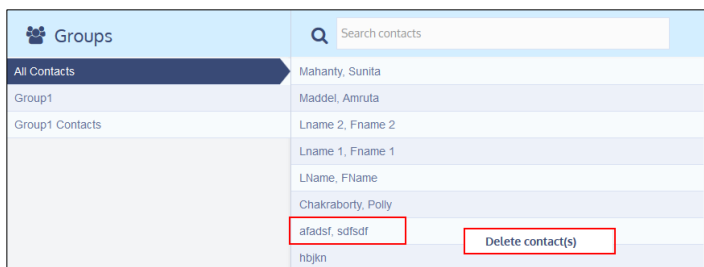 Groups
Search contacts
All Contacts
Group1
Group1 Contacts
Mahanty, Sunita
Maddel, Amruta
Lname 2, Fname 2
Lname 1, Fname 1
LName, FName
Chakraborty, Polly
afadsf, sdfsdf
Delete contact(s)
hbjkn